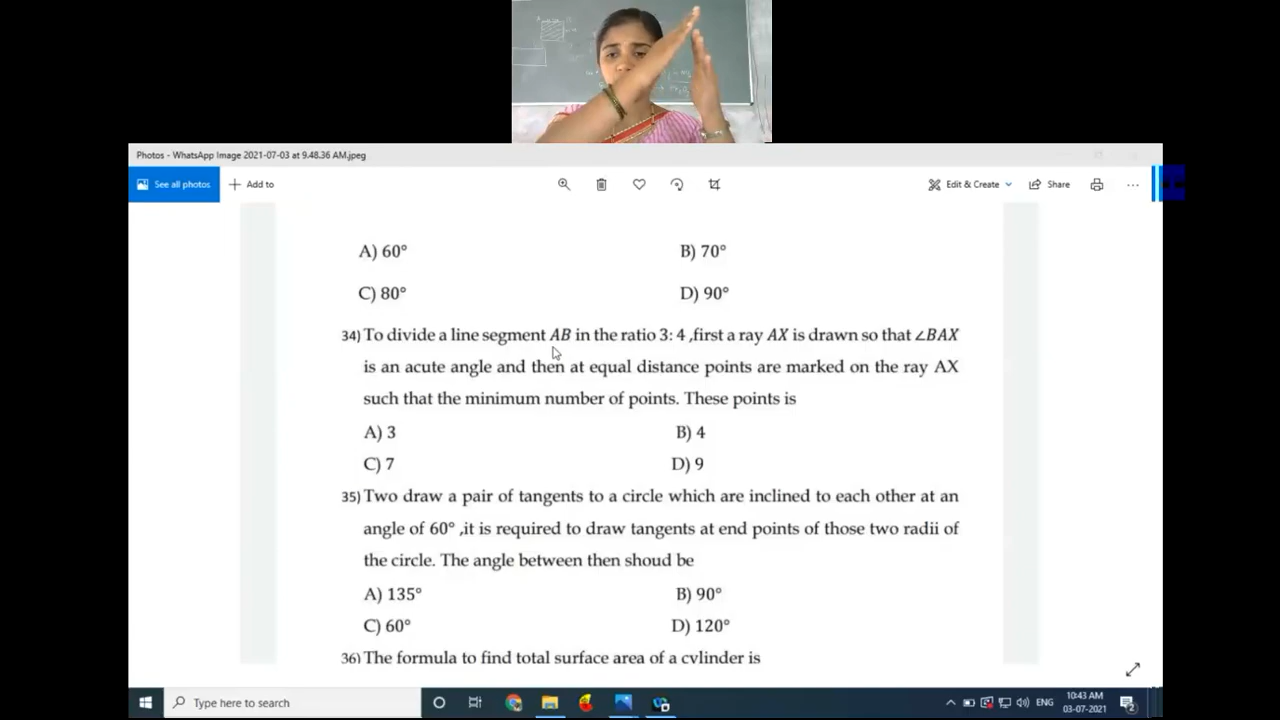 Photos - WhatsApp Image 2021-07-03 at 9.48.36 AM.jpeg
See all photos + Add to Edit & Create Share ...
A) 60° B) 70°
C) 80° D) 90°
34) To divide a line segment AB in the ratio 3: 4 ,first a ray AX is drawn so that ∠BAX
is an acute angle and then at equal distance points are marked on the ray AX
such that the minimum number of points. These points is
A) 3 B) 4
C) 7 D) 9
35) Two draw a pair of tangents to a circle which are inclined to each other at an
angle of 60° ,it is required to draw tangents at end points of those two radii of
the circle. The angle between then shoud be
A) 135° B) 90°
C) 60° D) 120°
36) The formula to find total surface area of a cylinder is
Type here to search ENG 10:43 AM
03-07-2021 2